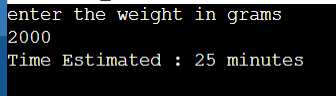 enter the weight in grams
2000
Time Estimated : 25 minutes